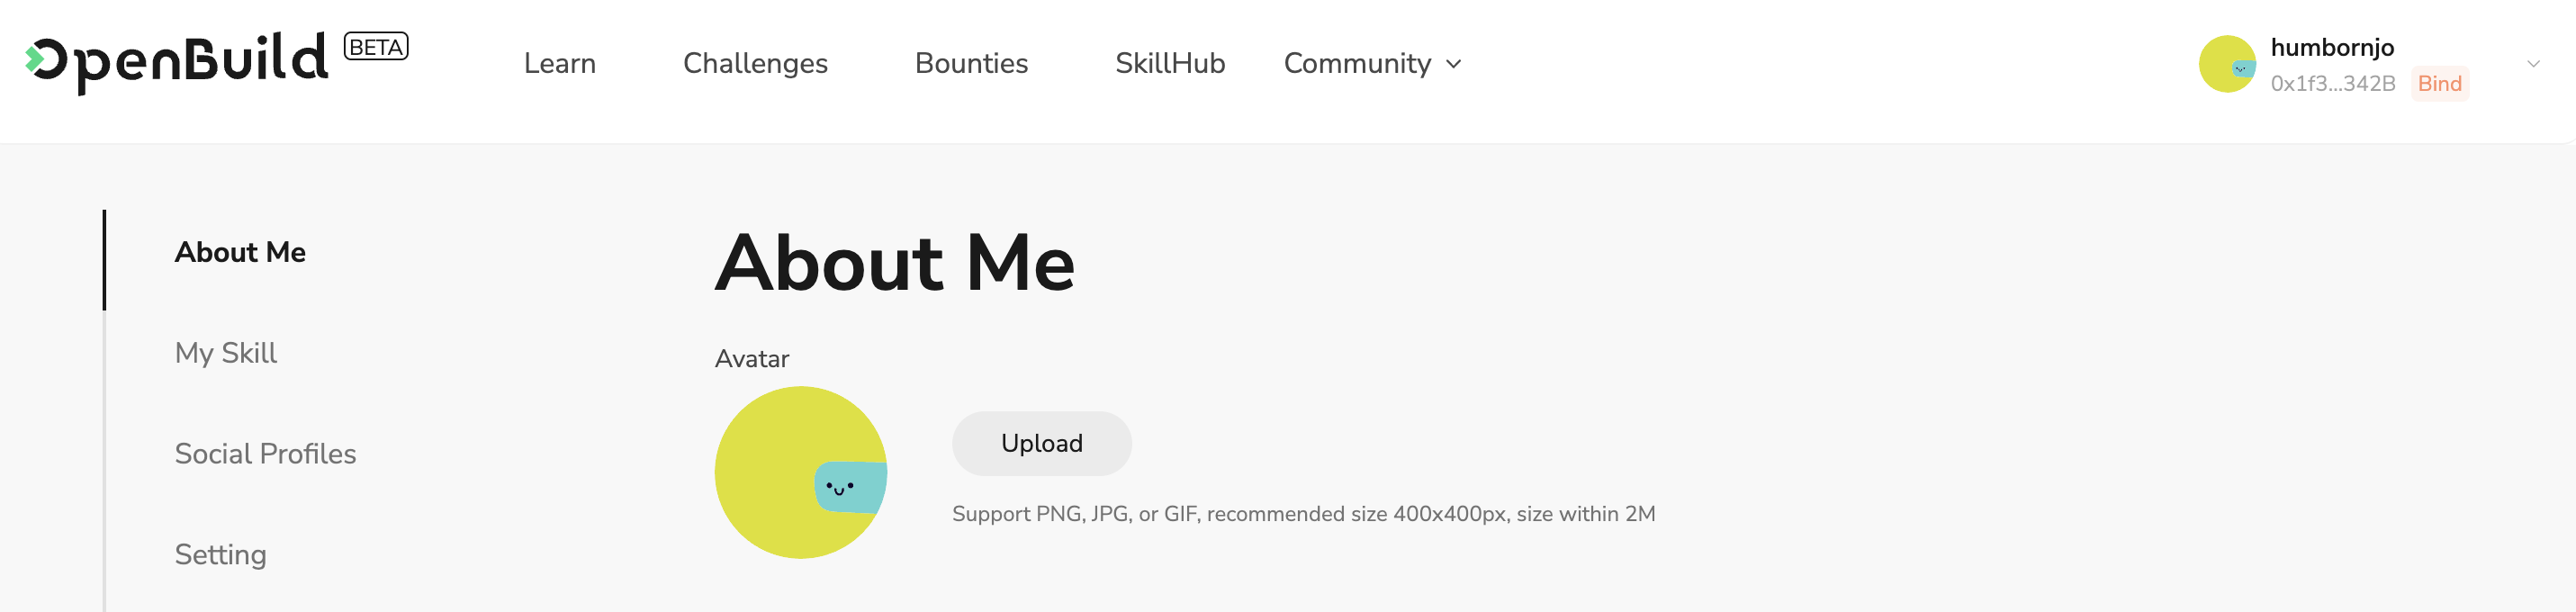 OpenBuild BETA
Learn Challenges Bounties SkillHub Community
humbornjo
0x1f3...342B Bind
About Me
My Skill
Social Profiles
Setting
About Me
Avatar
Upload
Support PNG, JPG, or GIF, recommended size 400x400px, size within 2M